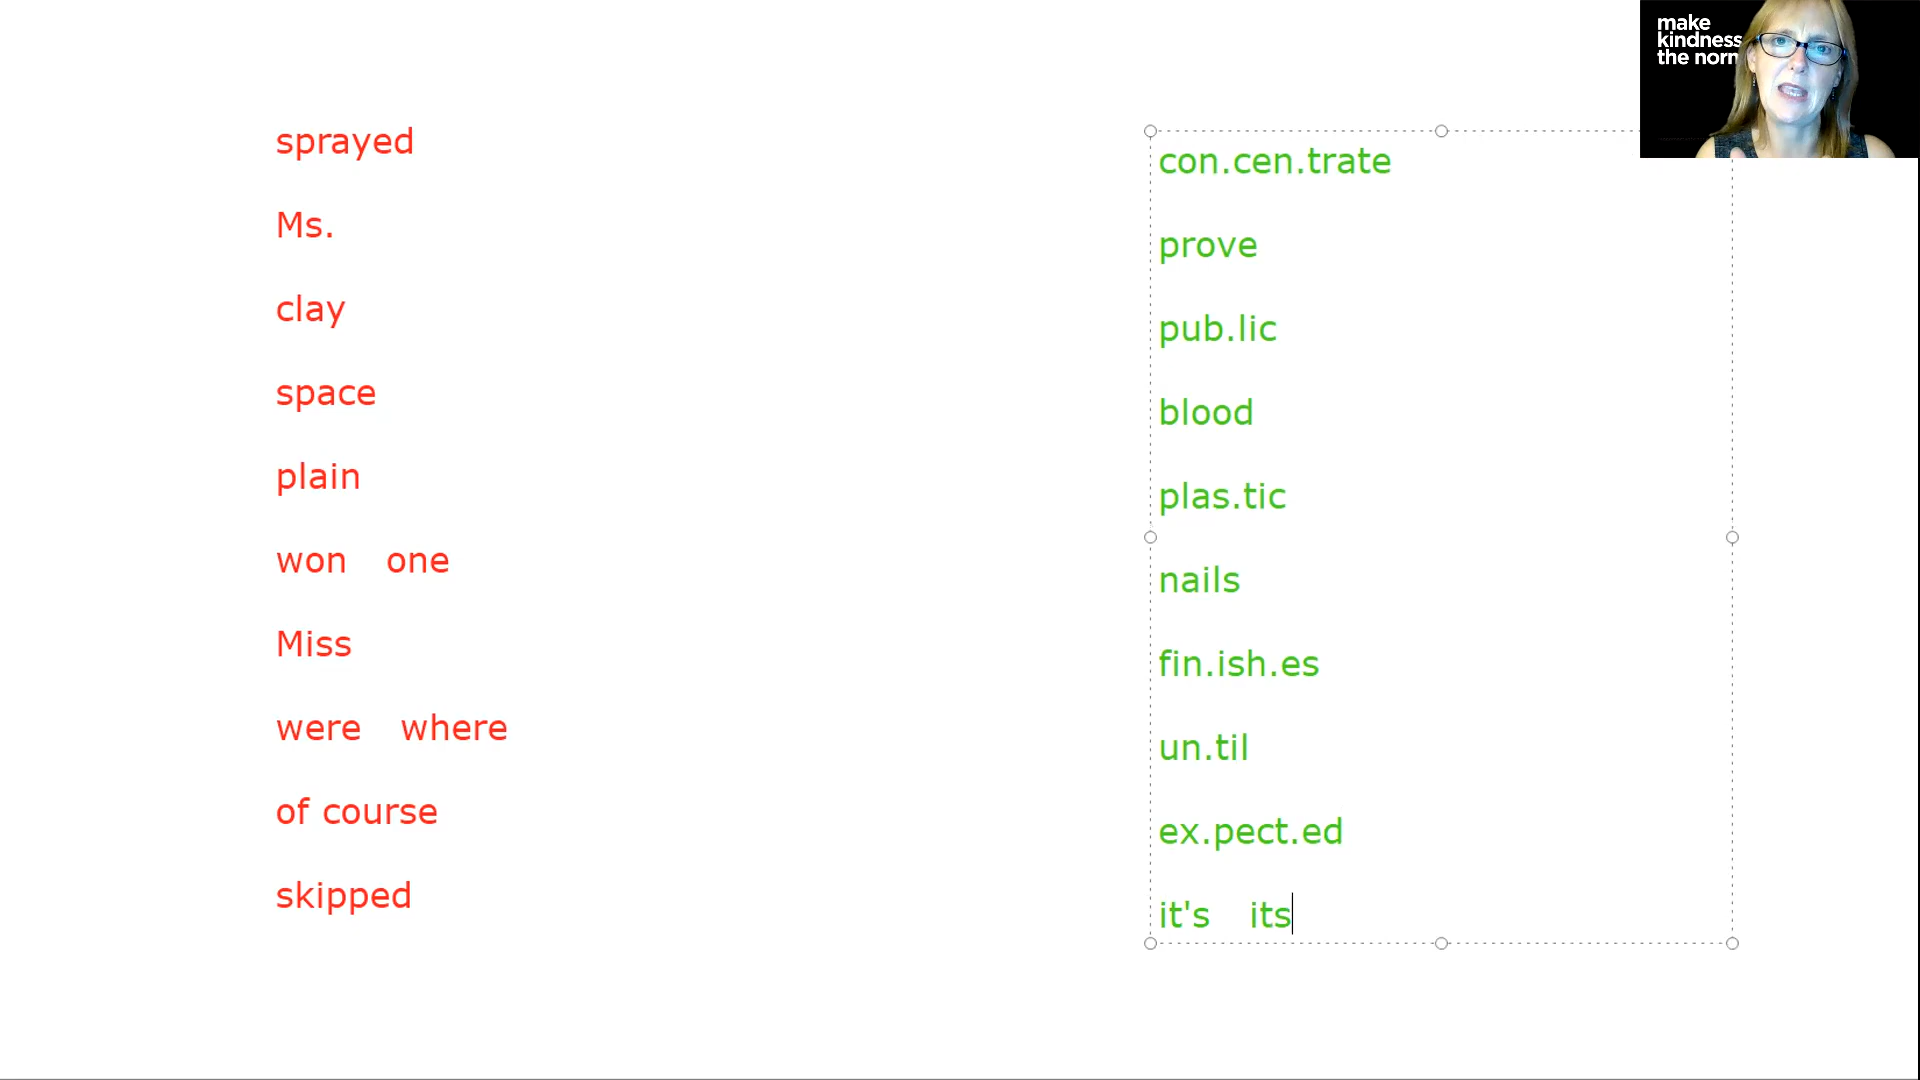 make
kindness
the norm
sprayed
Ms.
clay
space
plain
won one
Miss
were where
of course
skipped
con.cen.trate
prove
pub.lic
blood
plas.tic
nails
fin.ish.es
un.til
ex.pect.ed
it's its